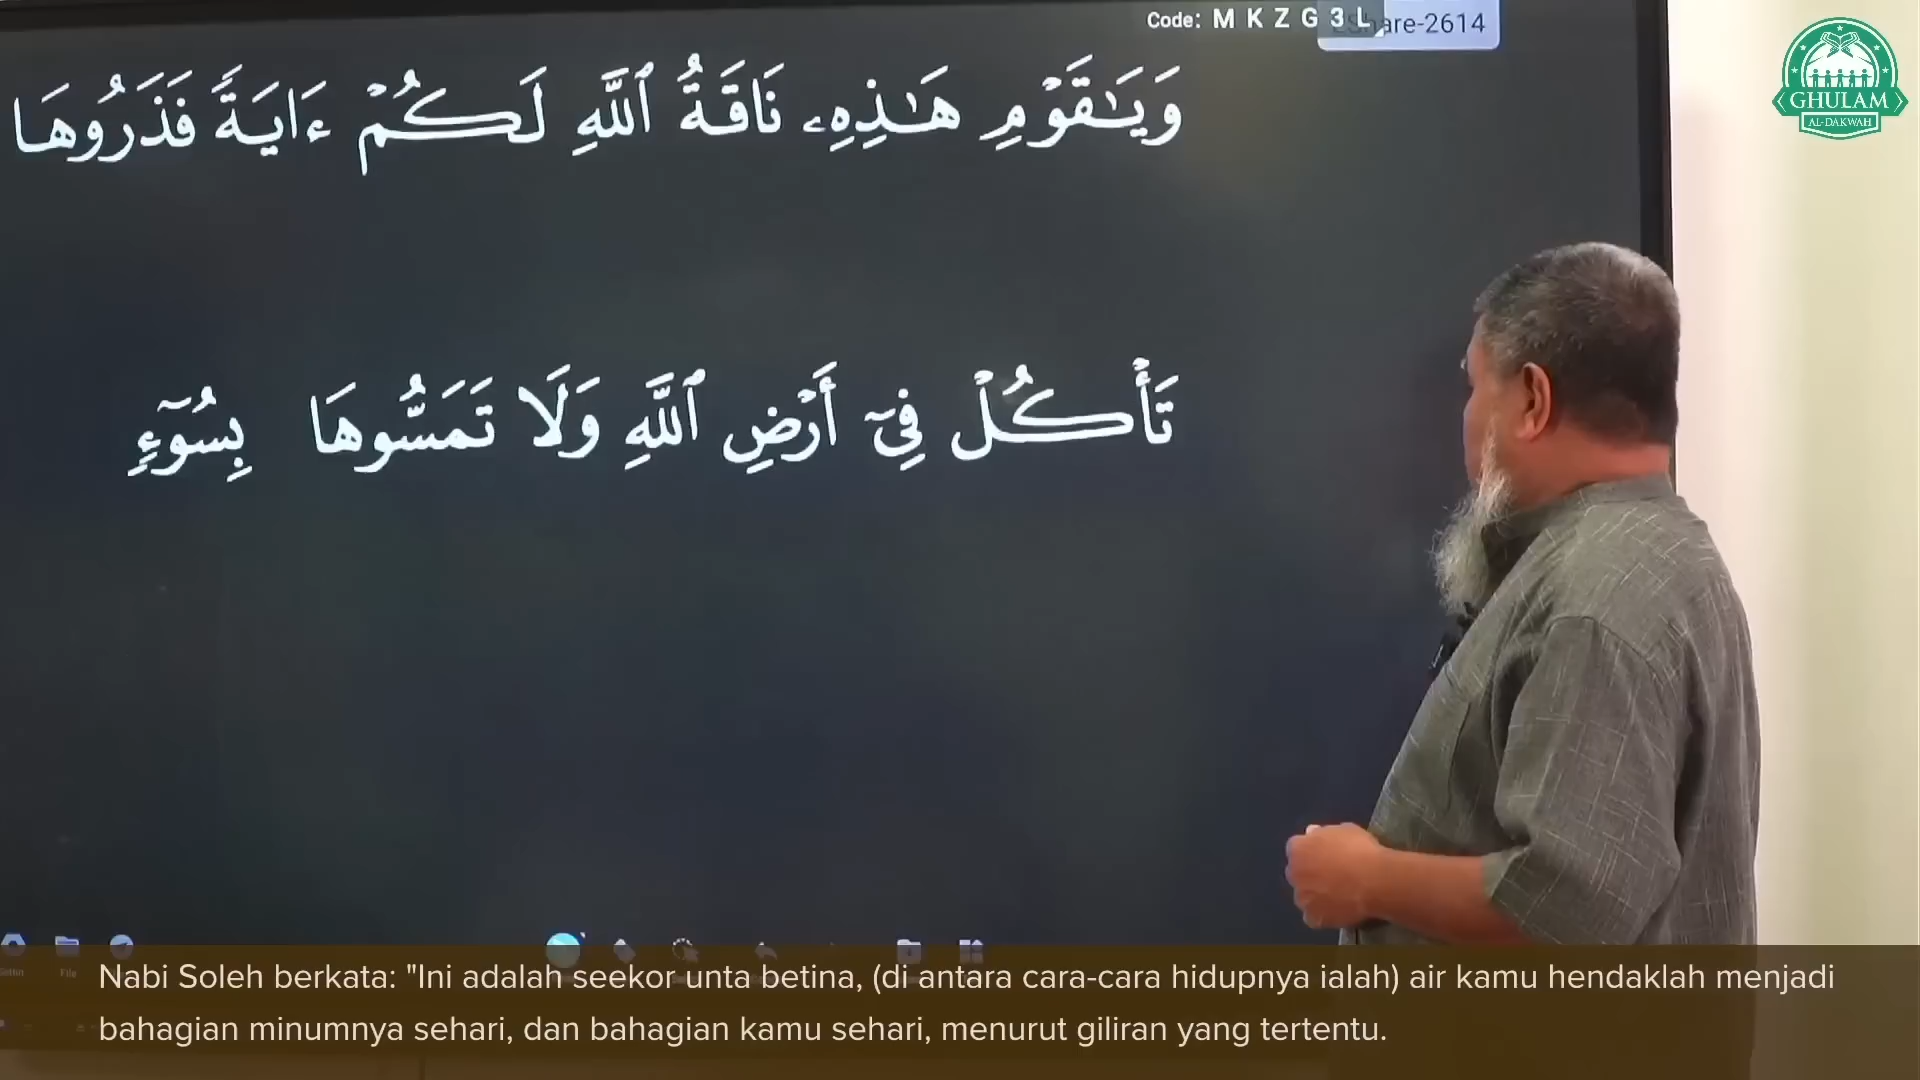 Code: M K Z G 3 L
Share-2614
GHULAM
AL-DAKWAH
وَيَـٰقَوْمِ هَـٰذِهِۦ نَاقَةُ ٱللَّهِ لَكُمْ ءَايَةً فَذَرُوهَا
تَأْكُلْ فِىٓ أَرْضِ ٱللَّهِ وَلَا تَمَسُّوهَا بِسُوٓءٍ
File
Nabi Soleh berkata: "Ini adalah seekor unta betina, (di antara cara-cara hidupnya ialah) air kamu hendaklah menjadi
bahagian minumnya sehari, dan bahagian kamu sehari, menurut giliran yang tertentu.